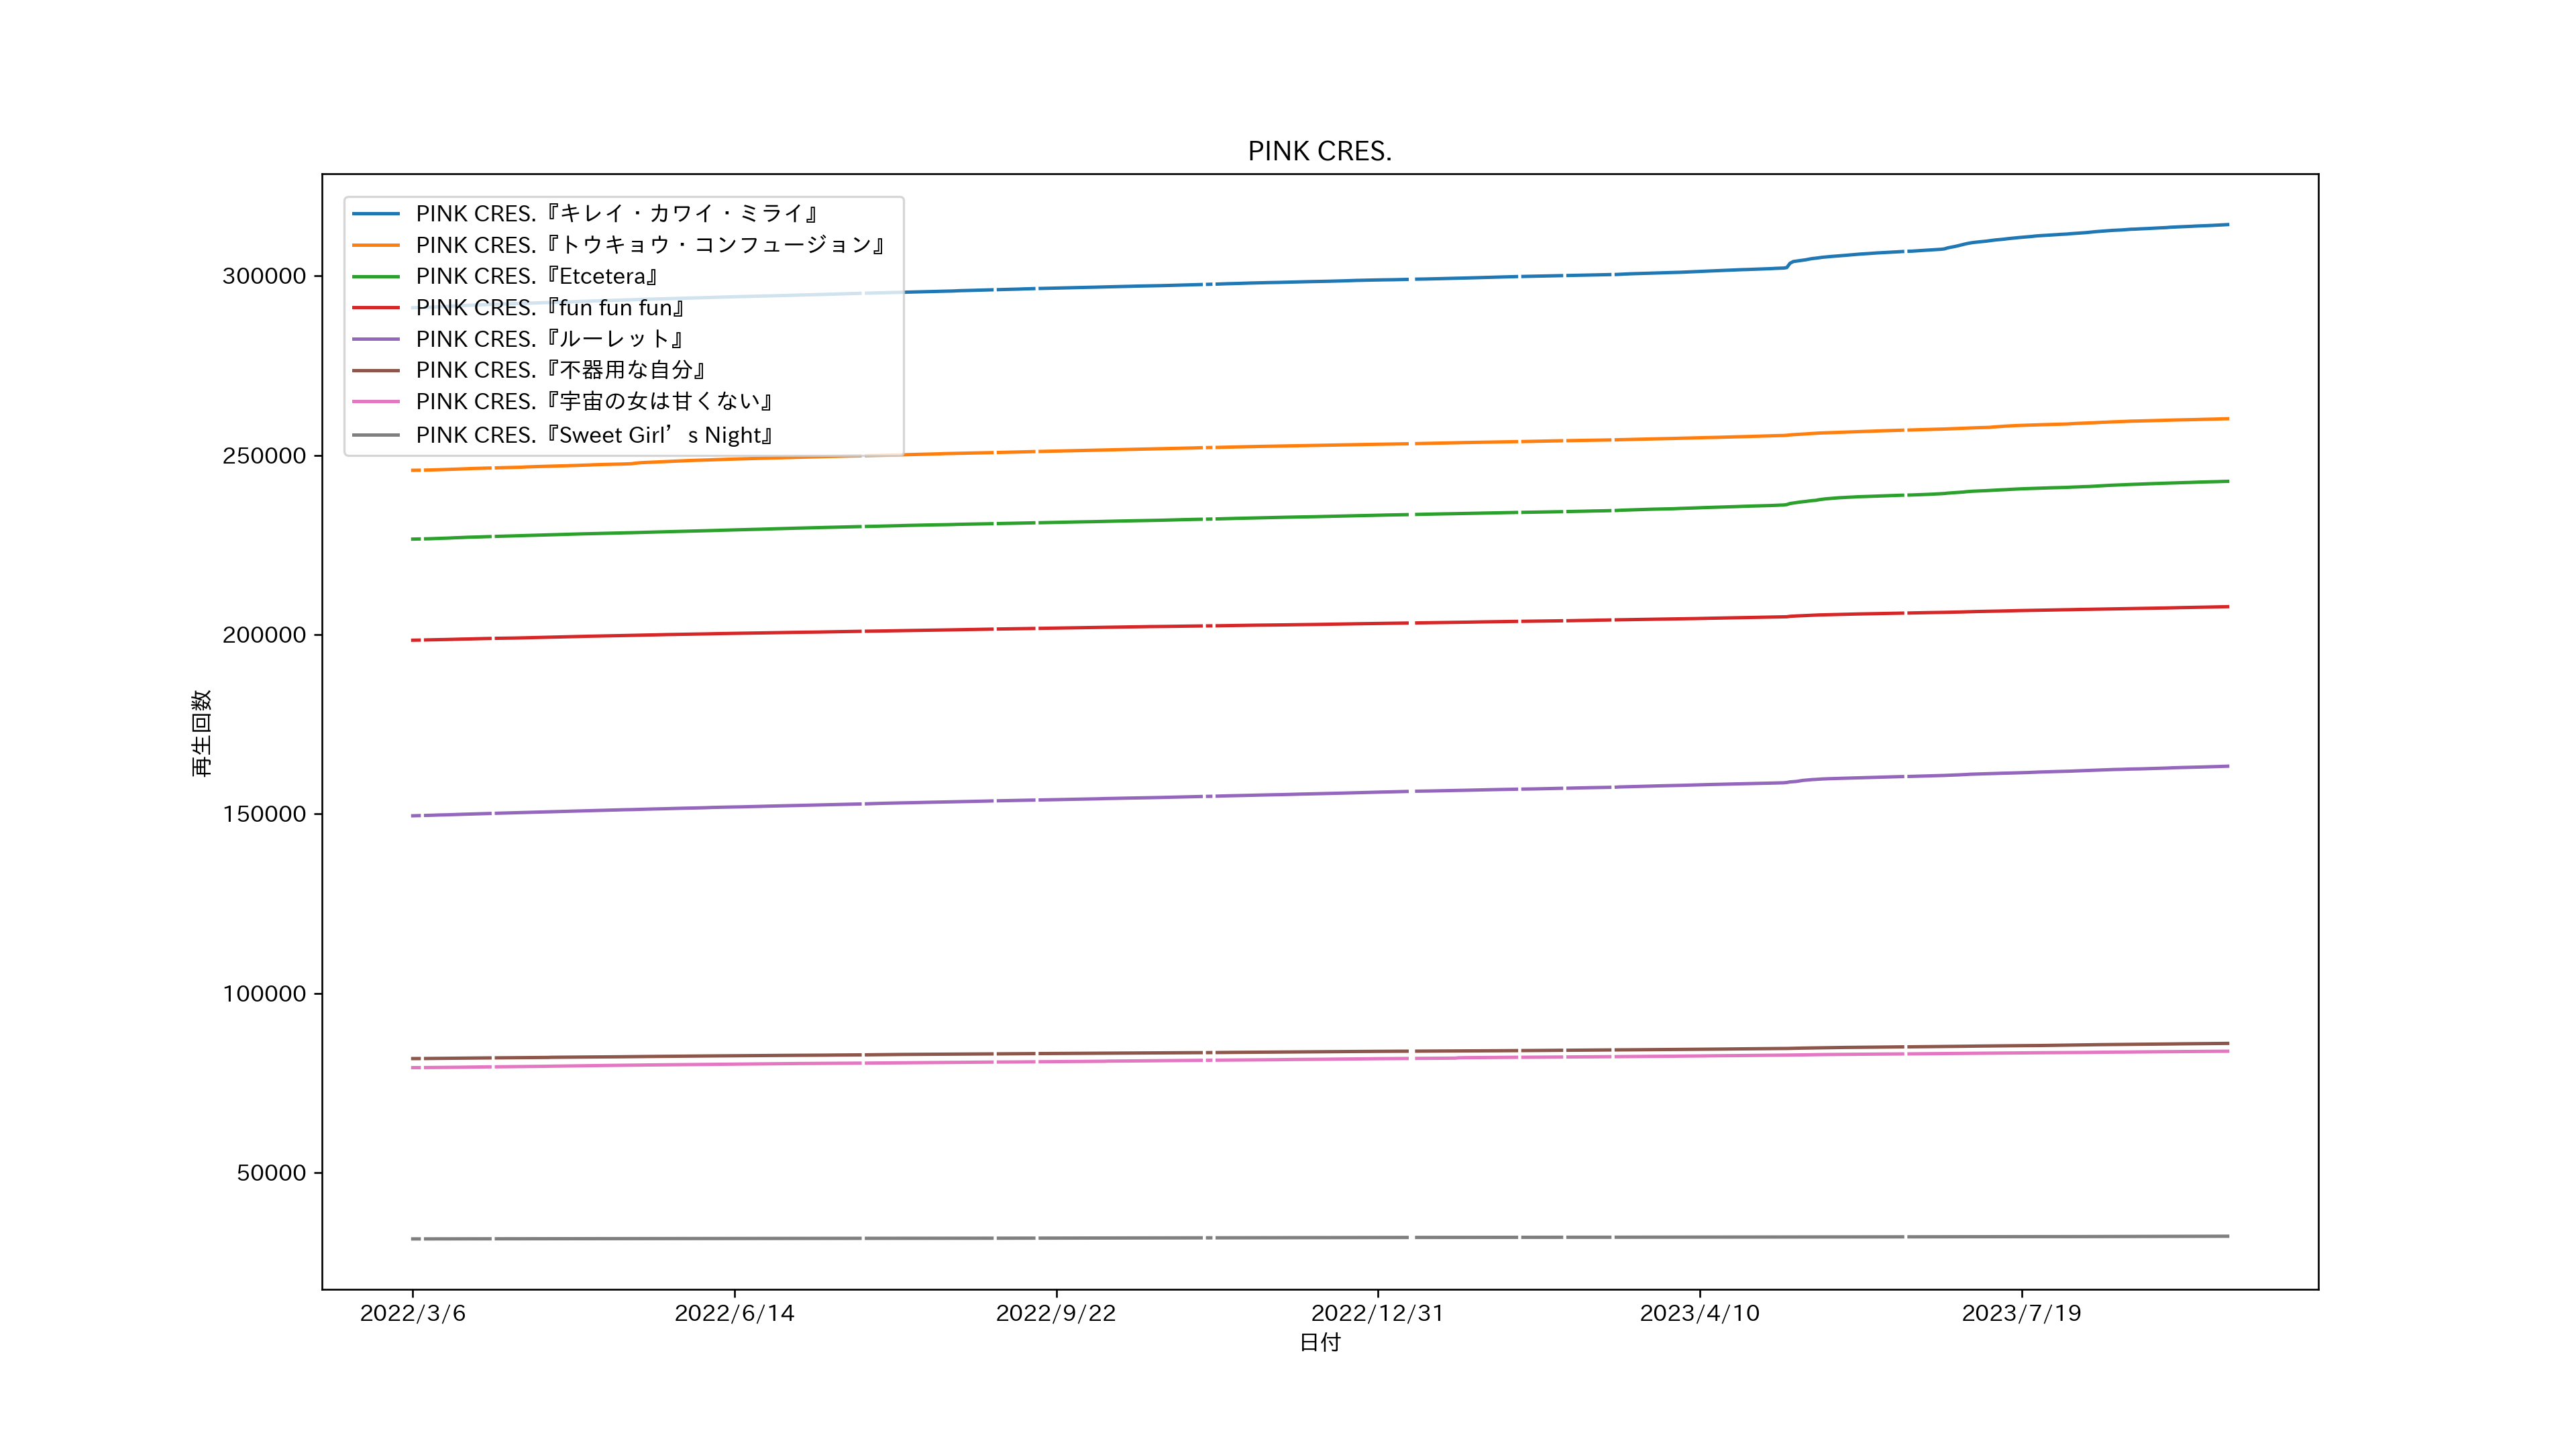 PINK CRES.
PINK CRES.『キレイ・カワイ・ミライ』
PINK CRES.『トウキョウ・コンフュージョン』
PINK CRES.『Etcetera』
PINK CRES.『fun fun fun』
PINK CRES.『ルーレット』
PINK CRES.『不器用な自分』
PINK CRES.『宇宙の女は甘くない』
PINK CRES.『Sweet Girl’s Night』
300000
250000
200000
150000
100000
50000
再生回数
2022/3/6
2022/6/14
2022/9/22
2022/12/31
2023/4/10
2023/7/19
日付